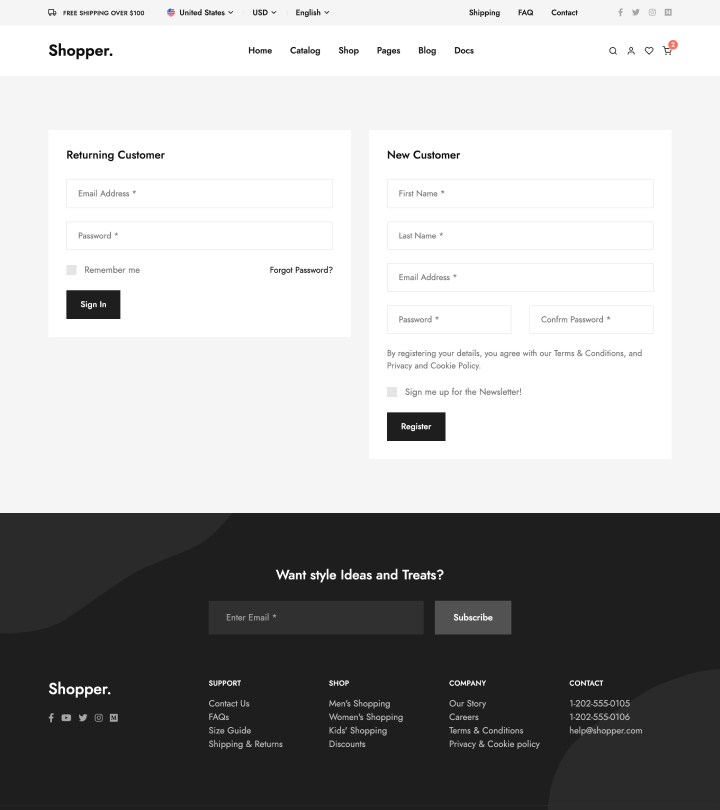 FREE SHIPPING OVER $100
United States
USD
English
Shipping
FAQ
Contact
Shopper.
Home
Catalog
Shop
Pages
Blog
Docs
2
Returning Customer
Email Address *
Password *
Remember me
Forgot Password?
Sign In
New Customer
First Name *
Last Name *
Email Address *
Password *
Confrm Password *
By registering your details, you agree with our Terms & Conditions, and
Privacy and Cookie Policy.
Sign me up for the Newsletter!
Register
Want style Ideas and Treats?
Enter Email *
Subscribe
Shopper.
SUPPORT
Contact Us
FAQs
Size Guide
Shipping & Returns
SHOP
Men's Shopping
Women's Shopping
Kids' Shopping
Discounts
COMPANY
Our Story
Careers
Terms & Conditions
Privacy & Cookie policy
CONTACT
1-202-555-0105
1-202-555-0106
help@shopper.com